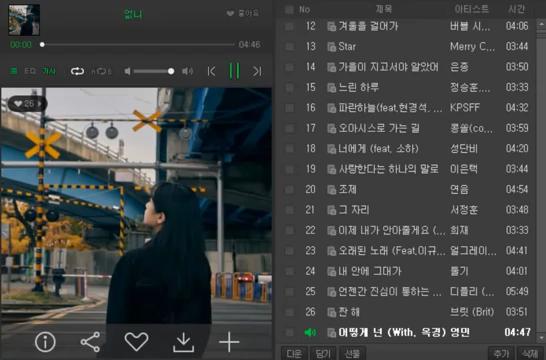 없니
좋아요
00:00
04:46
EQ 가사
26
No 제목 아티스트 시간
12 겨울을 걸어가 버블 시... 04:06
13 Star Merry C... 03:44
14 가을이 지고서야 알았어 은종 03:50
15 느린 하루 정승훈,... 03:33
16 파란하늘(feat,현경석, ... KPSFF 04:32
17 오아시스로 가는 길 콩쏠(co... 03:59
18 너에게 (feat, 소하) 성단비 04:20
19 사랑한다는 하나의 말로 이은택 03:44
20 조제 연음 04:54
21 그 자리 서정훈 03:48
22 이제 내가 안아줄게요 (... 희재 03:33
23 오래된 노래 (Feat,이규... 얼그레이... 04:41
24 내 안에 그대가 돌기 04:01
25 언젠간 진심이 통하는 ... 디플리 (... 05:49
26 잔 해 브릿 (Brit) 03:51
어떻게 넌 (With, 옥경) 영민 04:47
다운 담기 선물 추가 삭제